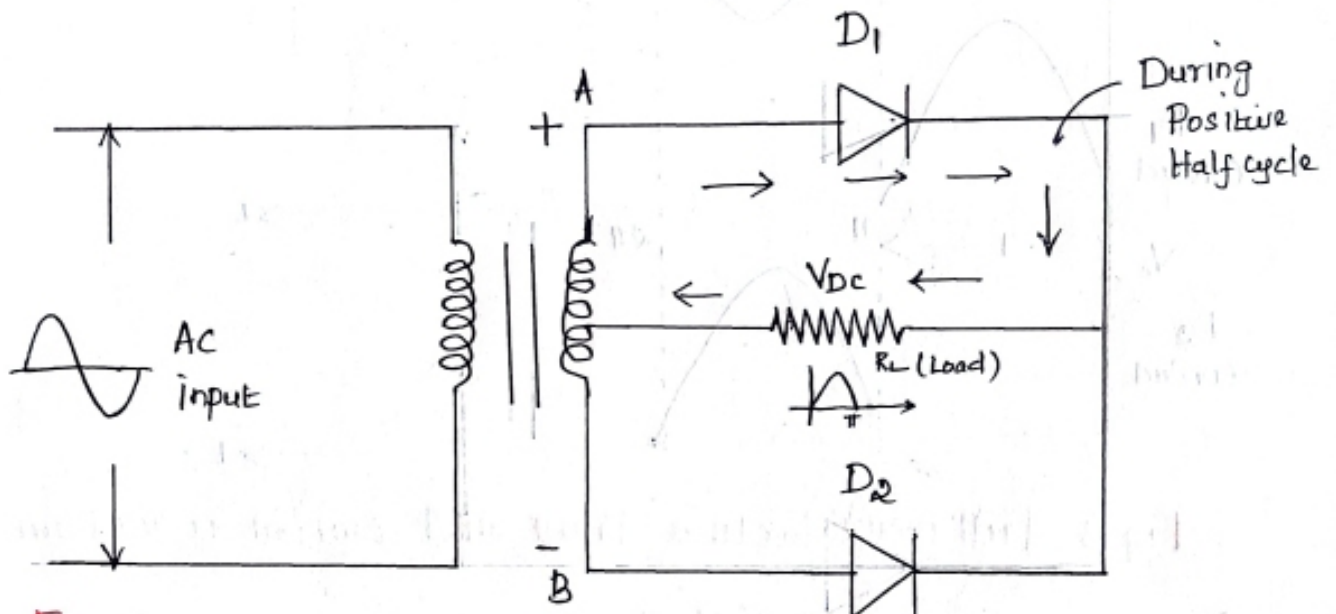 D1
A
During
Positive
Half cycle
+
AC
input
VDC
RL (Load)
π
D2
-
B